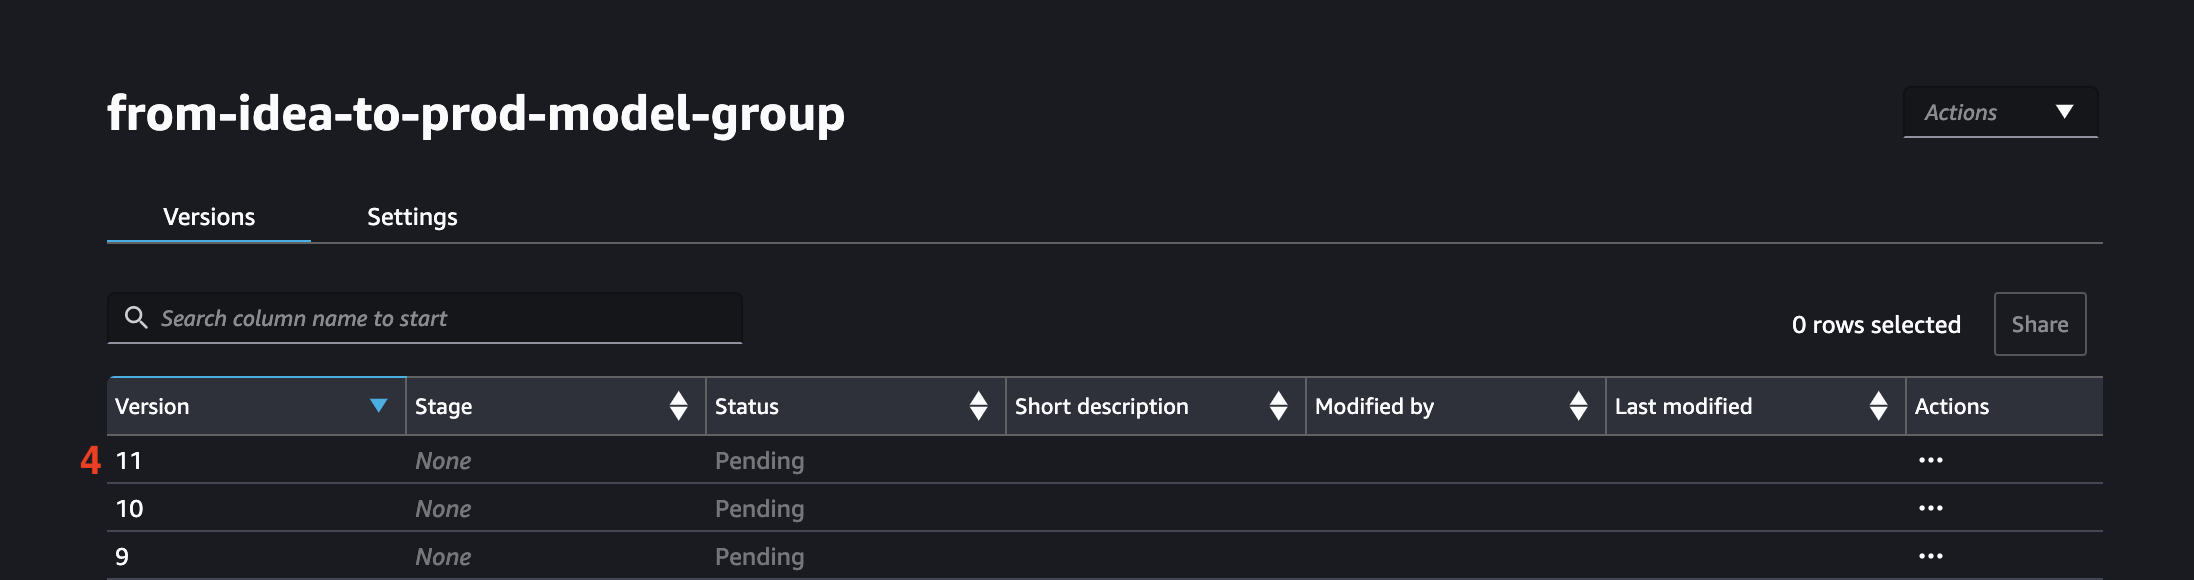 from-idea-to-prod-model-group
Actions
Versions Settings
Search column name to start
0 rows selected Share
Version Stage Status Short description Modified by Last modified Actions
4 11 None Pending ...
10 None Pending ...
9 None Pending ...